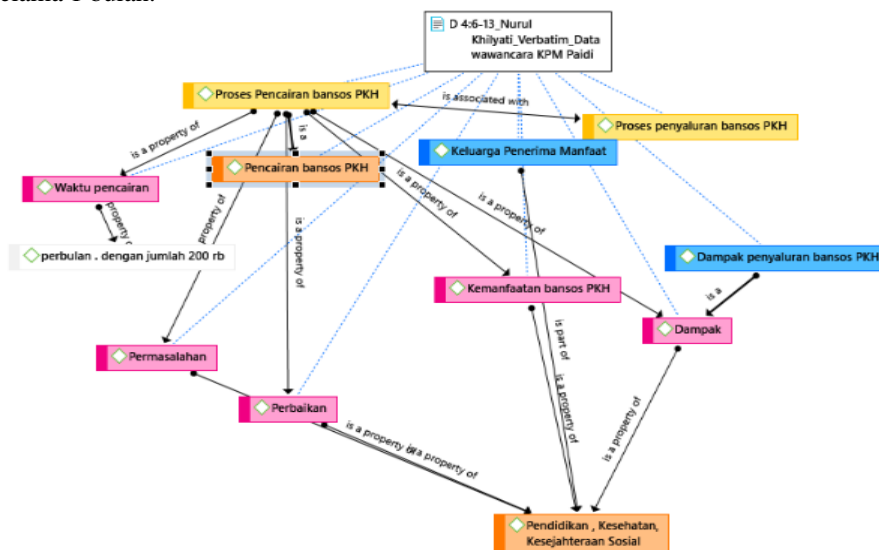 1 bulan.
D 4:6-13_Nurul
Khilyati_Verbatim_Data
wawancara KPM Paidi
Proses Pencairan bansos PKH
is associated with
Proses penyaluran bansos PKH
is a property of
is a
Keluarga Penerima Manfaat
Pencairan bansos PKH
Waktu pencairan
is a property of
is a property of
property of
property of
is a property of
perbulan . dengan jumlah 200 rb
Dampak penyaluran bansos PKH
Kemanfaatan bansos PKH
is a
Dampak
is part of
Permasalahan
is a property of
Perbaikan
is a property of
is a property of
is a property of
Pendidikan , Kesehatan,
Kesejahteraan Sosial